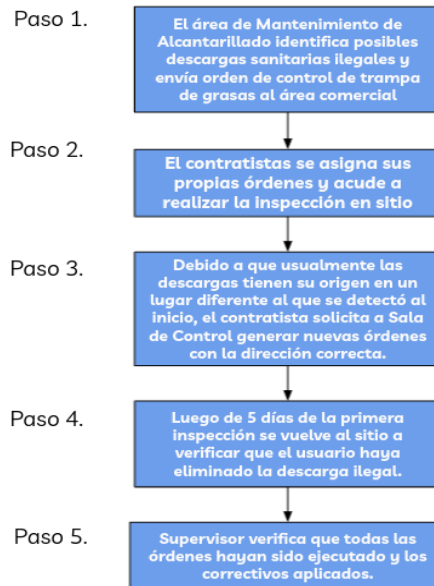 Paso 1.
El área de Mantenimiento de
Alcantarillado identifica posibles
descargas sanitarias ilegales y
envía orden de control de trampa
de grasas al área comercial
Paso 2.
El contratistas se asigna sus
propias órdenes y acude a
realizar la inspección en sitio
Paso 3.
Debido a que usualmente las
descargas tienen su origen en un
lugar diferente al que se detectó al
inicio, el contratista solicita a Sala
de Control generar nuevas órdenes
con la dirección correcta.
Paso 4.
Luego de 5 días de la primera
inspección se vuelve al sitio a
verificar que el usuario haya
eliminado la descarga ilegal.
Paso 5.
Supervisor verifica que todas las
órdenes hayan sido ejecutado y los
correctivos aplicados.